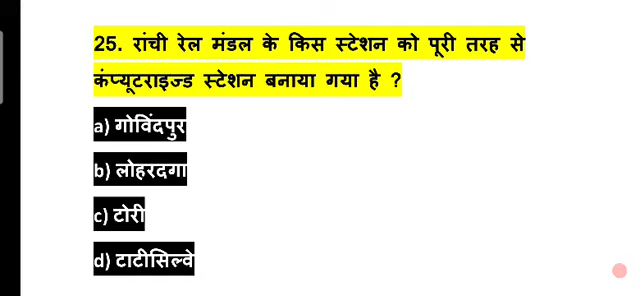 25. रांची रेल मंडल के किस स्टेशन को पूरी तरह से
कंप्यूटराइज्ड स्टेशन बनाया गया है ?
a) गोविंदपुर
b) लोहरदगा
c) टोरी
d) टाटीसिल्वे